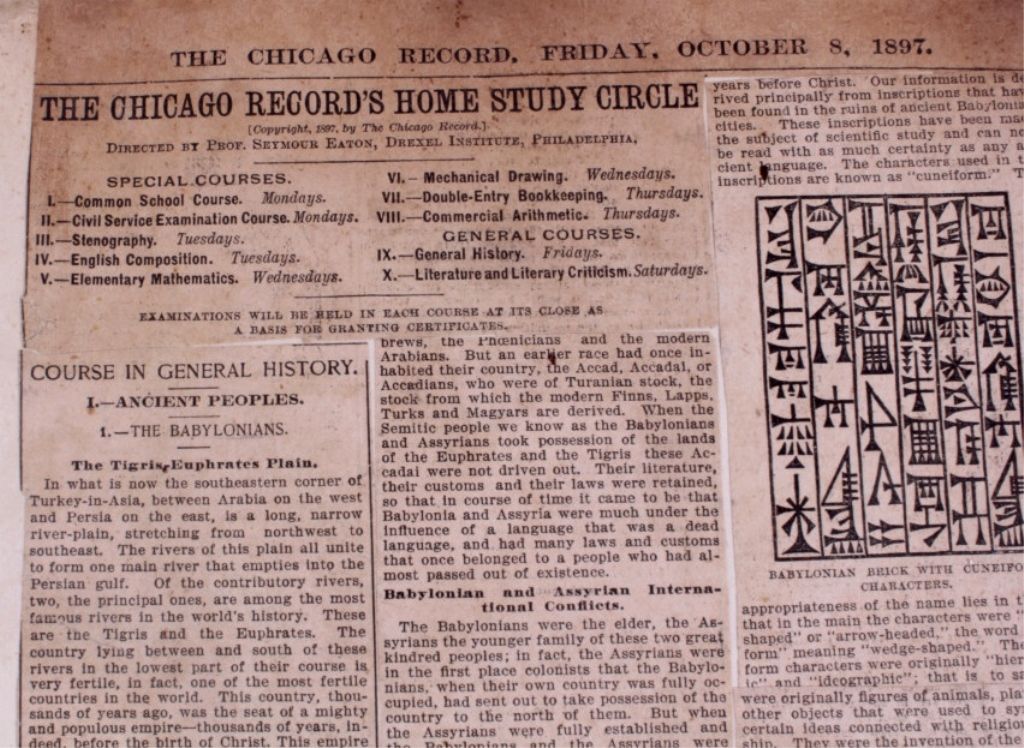 THE CHICAGO RECORD, FRIDAY, OCTOBER 8, 1897.
THE CHICAGO RECORD'S HOME STUDY CIRCLE
[Copyright, 1897, by The Chicago Record.]
DIRECTED BY PROF. SEYMOUR EATON, DREXEL INSTITUTE, PHILADELPHIA,
SPECIAL COURSES.
I.—Common School Course. Mondays.
II.—Civil Service Examination Course. Mondays.
III.—Stenography. Tuesdays.
IV.—English Composition. Tuesdays.
V.—Elementary Mathematics. Wednesdays.
VI.— Mechanical Drawing. Wednesdays.
VII.—Double-Entry Bookkeeping. Thursdays.
VIII.—Commercial Arithmetic. Thursdays.
GENERAL COURSES.
IX.—General History. Fridays.
X.—Literature and Literary Criticism. Saturdays.
EXAMINATIONS WILL BE HELD IN EACH COURSE AT ITS CLOSE AS
A BASIS FOR GRANTING CERTIFICATES.
COURSE IN GENERAL HISTORY.
I.—ANCIENT PEOPLES.
1.—THE BABYLONIANS.
The Tigris-Euphrates Plain.
In what is now the southeastern corner of
Turkey-in-Asia, between Arabia on the west
and Persia on the east, is a long, narrow
river-plain, stretching from northwest to
southeast. The rivers of this plain all unite
to form one main river that empties into the
Persian gulf. Of the contributory rivers,
two, the principal ones, are among the most
famous rivers in the world's history. These
are the Tigris and the Euphrates. The
country lying between and south of these
rivers in the lowest part of their course is
very fertile, in fact, one of the most fertile
countries in the world. This country, thou-
sands of years ago, was the seat of a mighty
and populous empire—thousands of years, in-
deed, before the birth of Christ. This empire
brews, the Phœnicians and the modern
Arabians. But an earlier race had once in-
habited their country, the Accad, Accadai, or
Accadians, who were of Turanian stock, the
stock from which the modern Finns, Lapps,
Turks and Magyars are derived. When the
Semitic people we know as the Babylonians
and Assyrians took possession of the lands
of the Euphrates and the Tigris these Ac-
cadai were not driven out. Their literature,
their customs and their laws were retained,
so that in course of time it came to be that
Babylonia and Assyria were much under the
influence of a language that was a dead
language, and had many laws and customs
that once belonged to a people who had al-
most passed out of existence.
Babylonian and Assyrian Interna-
tional Conflicts.
The Babylonians were the elder, the As-
syrians the younger family of these two great
kindred peoples; in fact, the Assyrians were
in the first place colonists that the Babylo-
nians, when their own country was fully oc-
cupied, had sent out to take possession of the
country to the north of them. But when
the Assyrians were fully established and
the Babylonians and the Assyrians were
years before Christ. Our information is de
rived principally from inscriptions that hav
been found in the ruins of ancient Babylonia
cities. These inscriptions have been mad
the subject of scientific study and can no
be read with as much certainty as any a
cient language. The characters used in t
inscriptions are known as "cuneiform." T
BABYLONIAN BRICK WITH CUNEIFO
CHARACTERS.
appropriateness of the name lies in t
that in the main the characters were "
shaped" or "arrow-headed," the word
form" meaning "wedge-shaped." The
form characters were originally "hier
ic" and "ideographic"; that is to sa
were originally figures of animals, pla
other objects that were used to sy
certain ideas connected with religio
ship. They were the invention of the